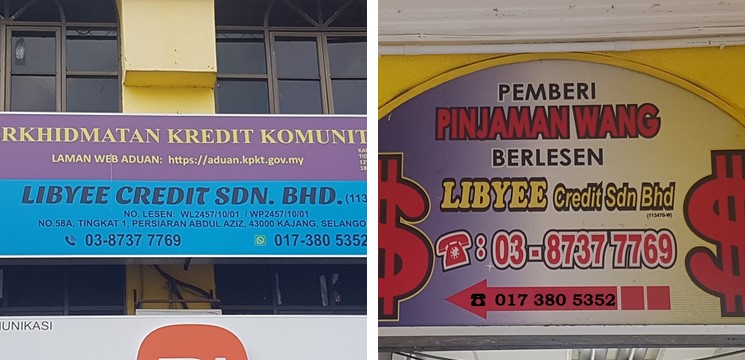 RKHIDMATAN KREDIT KOMUNIT
LAMAN WEB ADUAN: https://aduan.kpkt.gov.my
LIBYEE CREDIT SDN. BHD. (113
NO. LESEN: WL2457/10/01 / WP2457/10/01
NO.58A, TINGKAT 1, PERSIARAN ABDUL AZIZ, 43000 KAJANG, SELANGO
03-8737 7769 017-380 5352
UNIKASI
PEMBERI
PINJAMAN WANG
BERLESEN
LIBYEE Credit Sdn Bhd
(113470-W)
: 03 - 8737 7769
017 380 5352